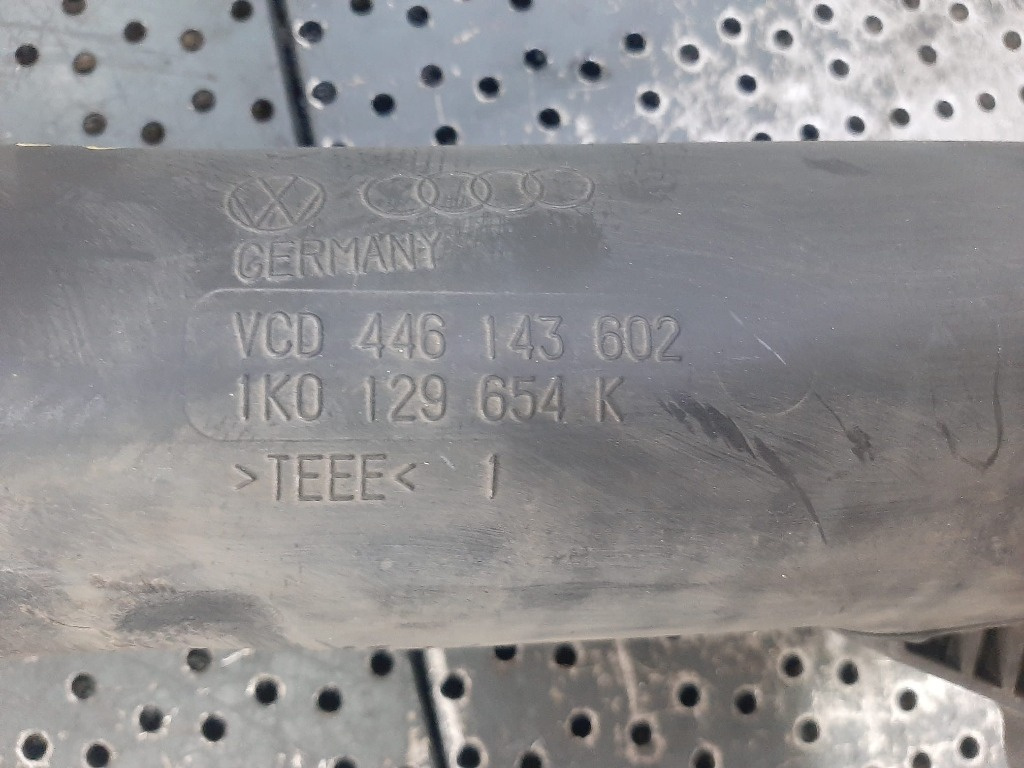 GERMANY
VCD 446 143 602
1K0 129 654 K
>TEEE< 1